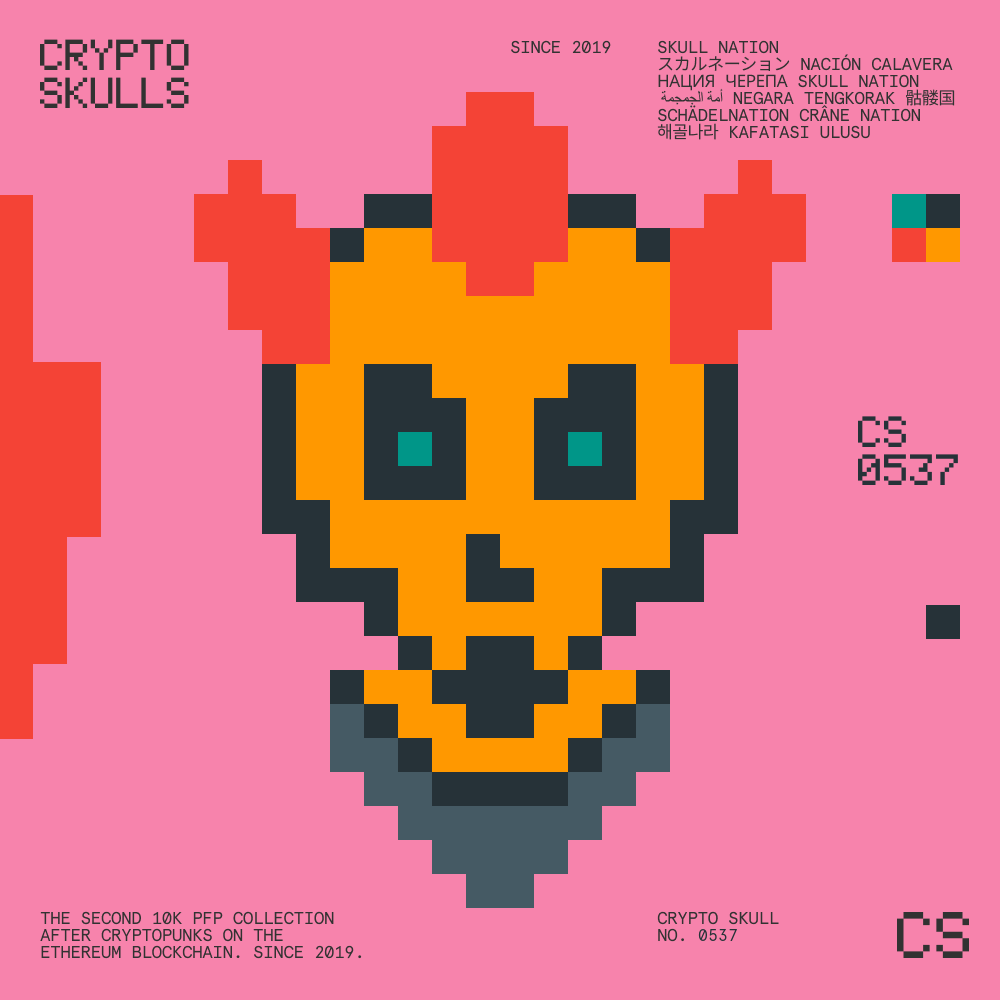 CRYPTO
SKULLS
SINCE 2019
SKULL NATION
スカルネーション NACIÓN CALAVERA
НАЦИЯ ЧЕРЕПА SKULL NATION
أمة الجمجمة NEGARA TENGKORAK 骷髅国
SCHÄDELNATION CRÂNE NATION
해골나라 KAFATASI ULUSU
CS
0537
THE SECOND 10K PFP COLLECTION
AFTER CRYPTOPUNKS ON THE
ETHEREUM BLOCKCHAIN. SINCE 2019.
CRYPTO SKULL
NO. 0537
CS